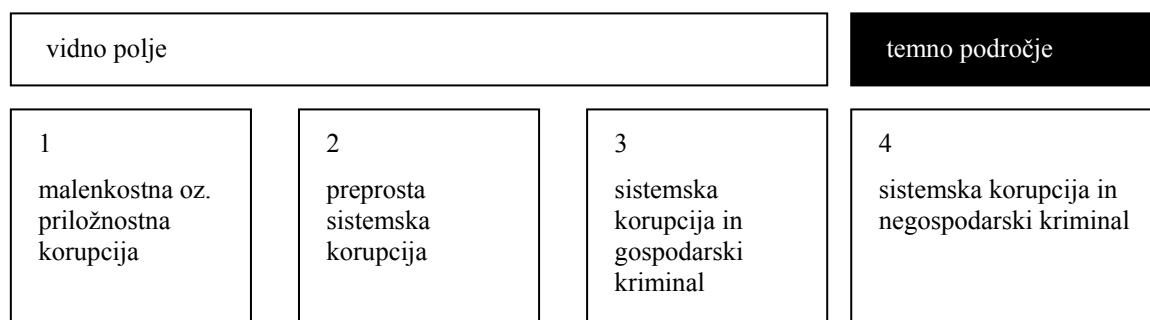 vidno polje
temno področje
1
malenkostna oz.
priložnostna
korupcija
2
preprosta
sistemska
korupcija
3
sistemska
korupcija in
gospodarski
kriminal
4
sistemska korupcija in
negospodarski kriminal